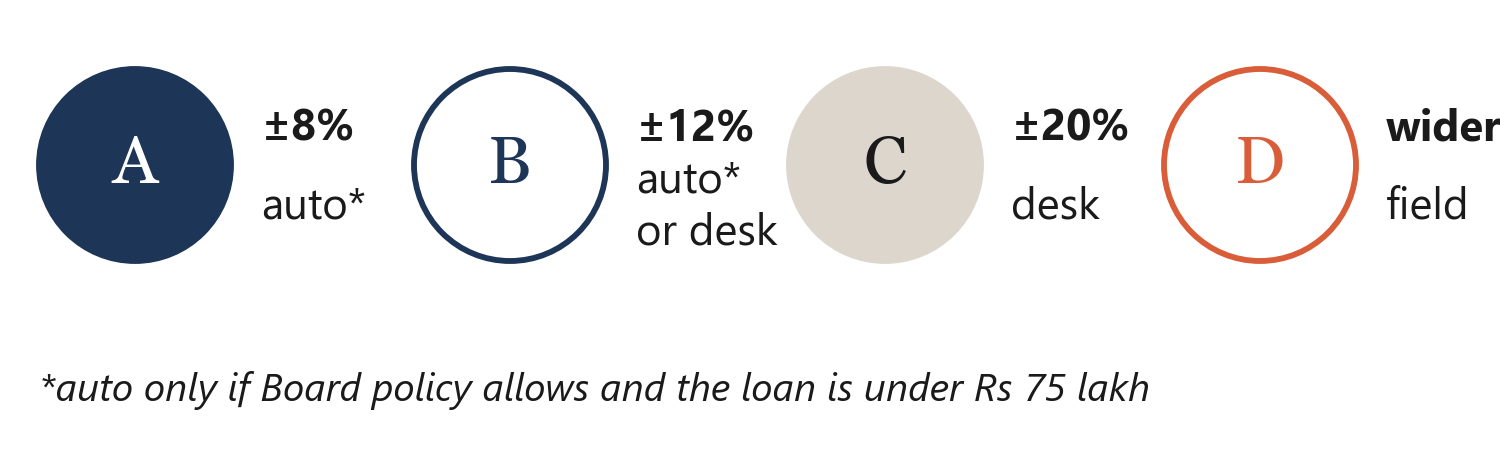 A
±8%
auto*
B
±12%
auto*
or desk
C
±20%
desk
D
wider
field
*auto only if Board policy allows and the loan is under Rs 75 lakh